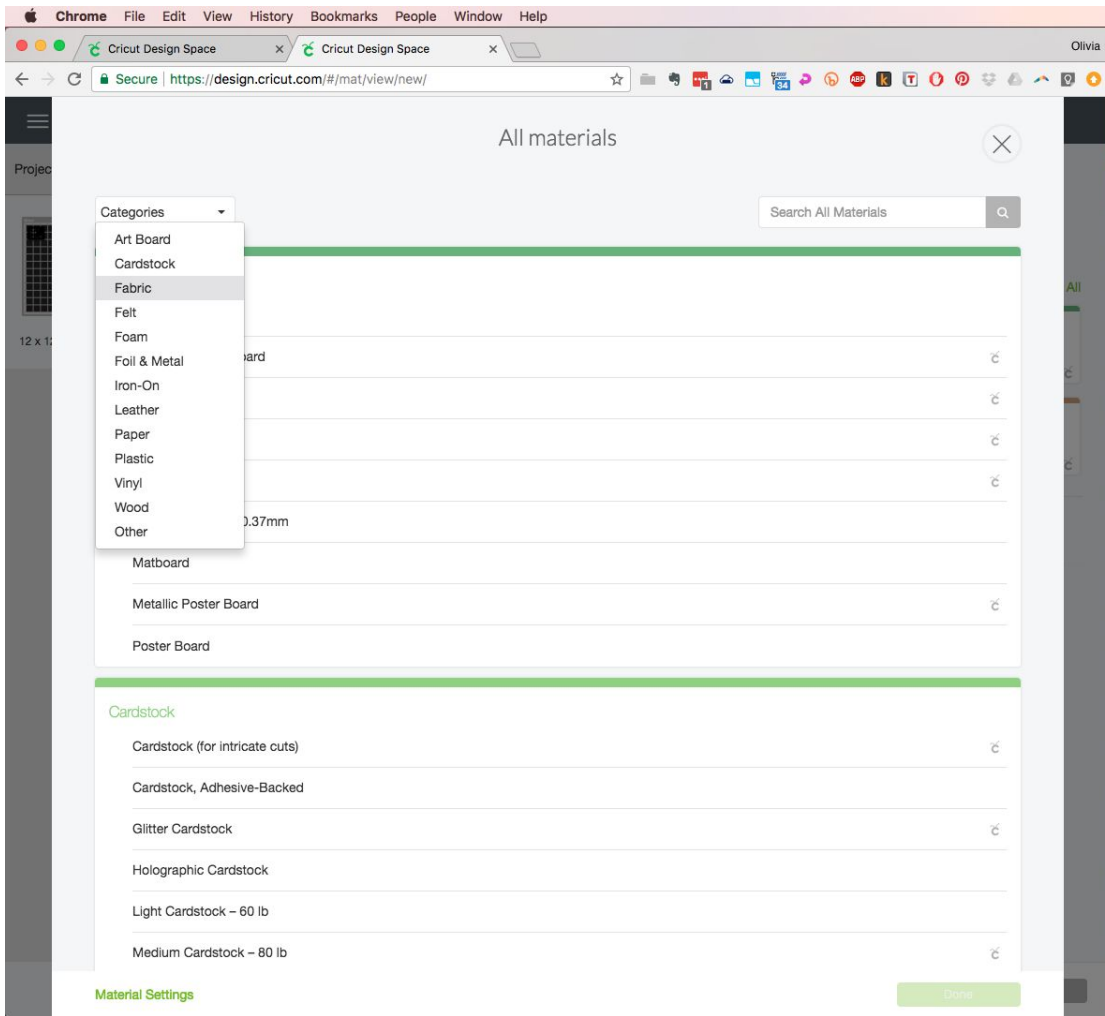 Chrome File Edit View History Bookmarks People Window Help
Cricut Design Space × Cricut Design Space × Olivia
Secure | https://design.cricut.com/#/mat/view/new/
1 34 ABP k T
All materials
Projec
Categories
Search All Materials
Art Board
Cardstock
Fabric
All
Felt
Foam
12 x 12
Foil & Metal
ard
Iron-On
Leather
Paper
Plastic
Vinyl
Wood
0.37mm
Other
Matboard
Metallic Poster Board
Poster Board
Cardstock
Cardstock (for intricate cuts)
Cardstock, Adhesive-Backed
Glitter Cardstock
Holographic Cardstock
Light Cardstock – 60 lb
Medium Cardstock – 80 lb
Material Settings
Done